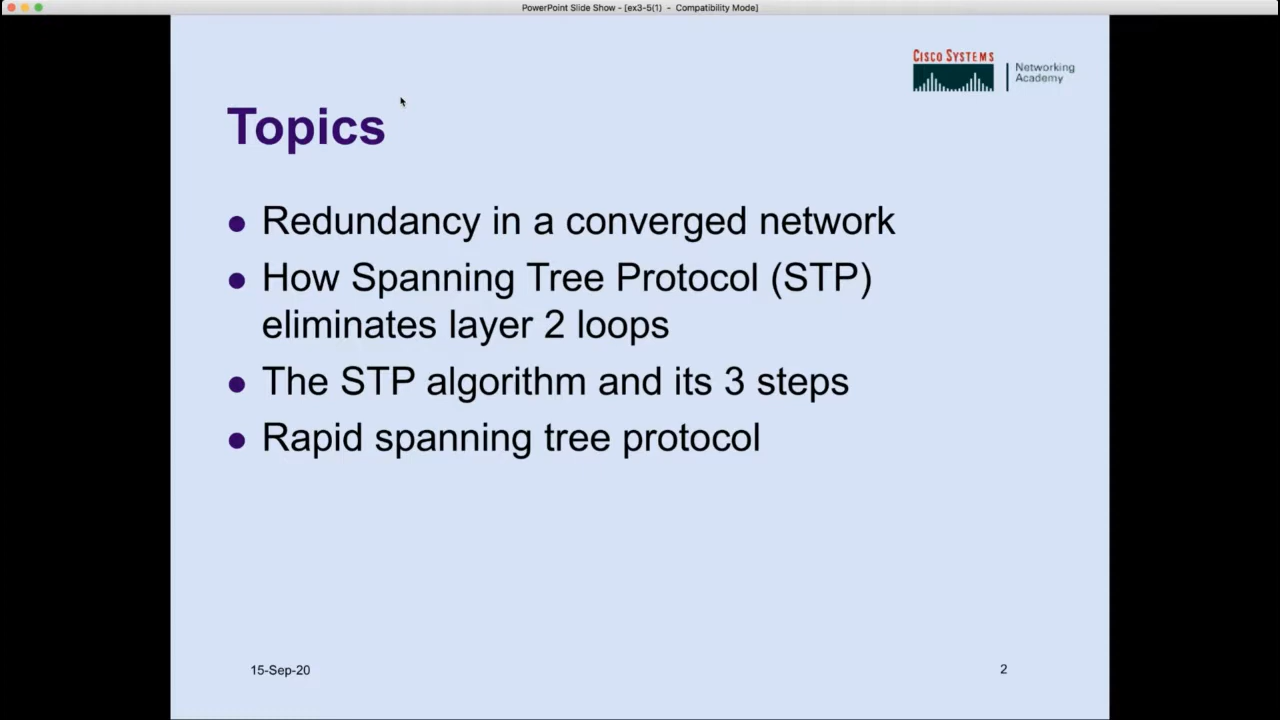 PowerPoint Slide Show - [ex3-5(1) - Compatibility Mode]
CISCO SYSTEMS
Networking
Academy
Topics
Redundancy in a converged network
How Spanning Tree Protocol (STP)
eliminates layer 2 loops
The STP algorithm and its 3 steps
Rapid spanning tree protocol
15-Sep-20
2